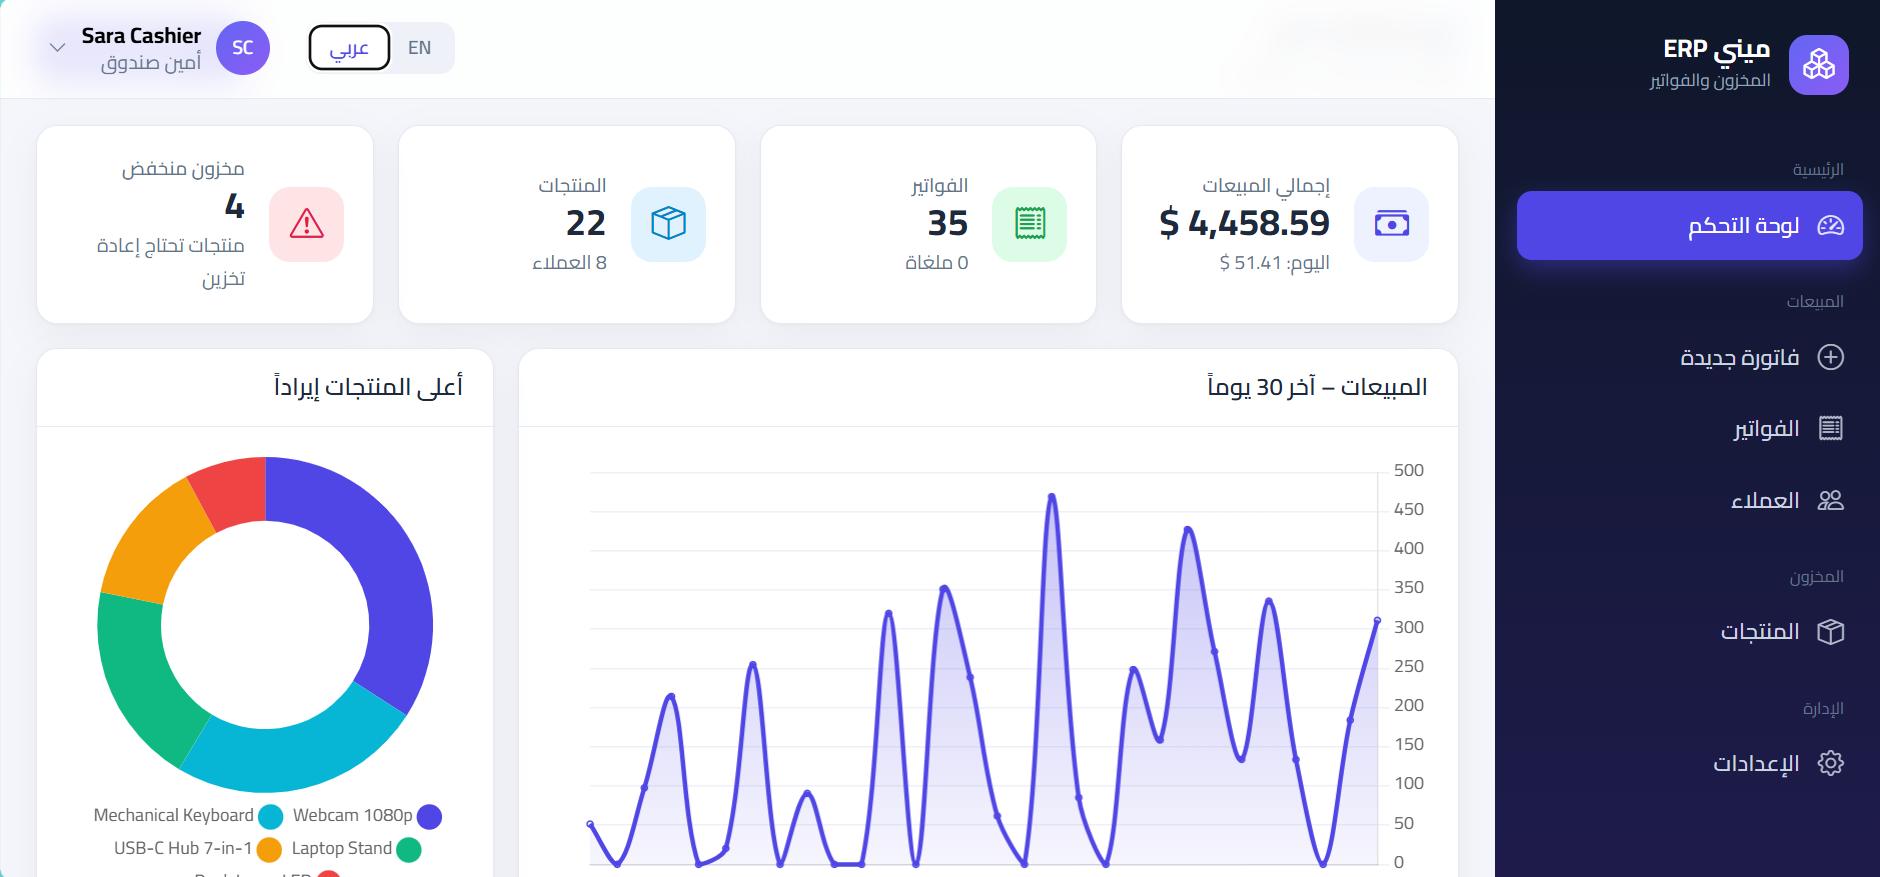 ميني ERP
المخزون والفواتير
الرئيسية
لوحة التحكم
المبيعات
فاتورة جديدة
الفواتير
العملاء
المخزون
المنتجات
الإدارة
الإعدادات
EN
عربي
SC
Sara Cashier
أمين صندوق
إجمالي المبيعات
$ 4,458.59
اليوم: 51.41 $
الفواتير
35
0 ملغاة
المنتجات
22
8 العملاء
مخزون منخفض
4
منتجات تحتاج إعادة
تخزين
المبيعات – آخر 30 يوماً
500
450
400
350
300
250
200
150
100
50
0
أعلى المنتجات إيراداً
Webcam 1080p
Mechanical Keyboard
Laptop Stand
USB-C Hub 7-in-1